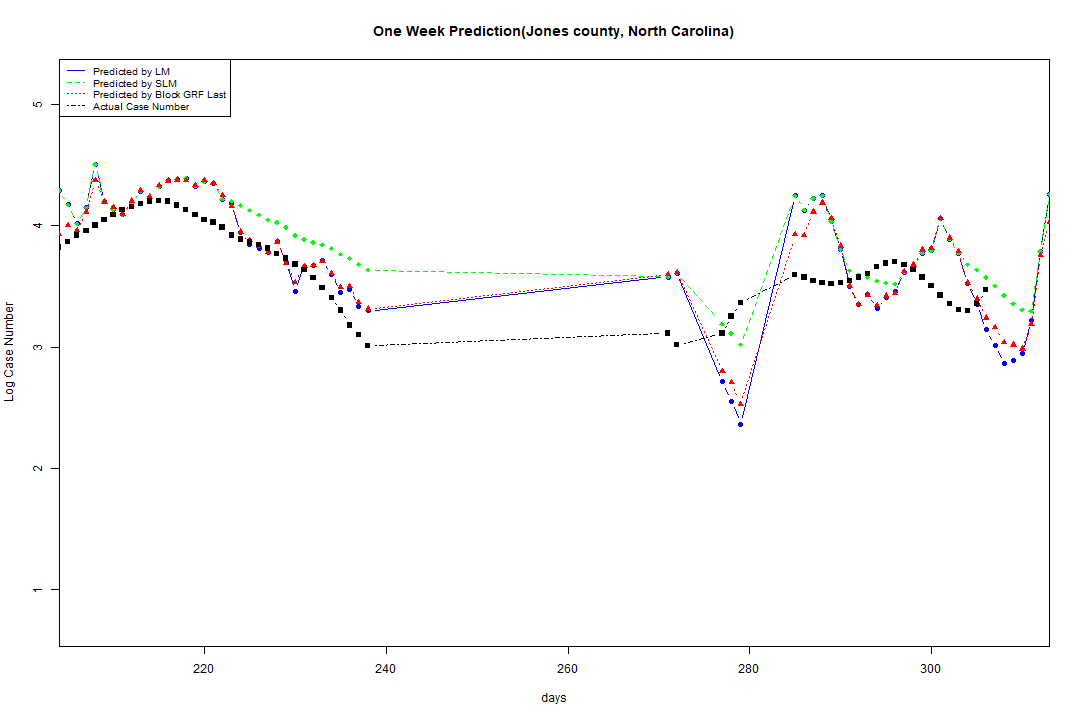 One Week Prediction(Jones county, North Carolina)
Predicted by LM
Predicted by SLM
Predicted by Block GRF Last
Actual Case Number
5
4
3
2
1
Log Case Number
220 240 260 280 300
days